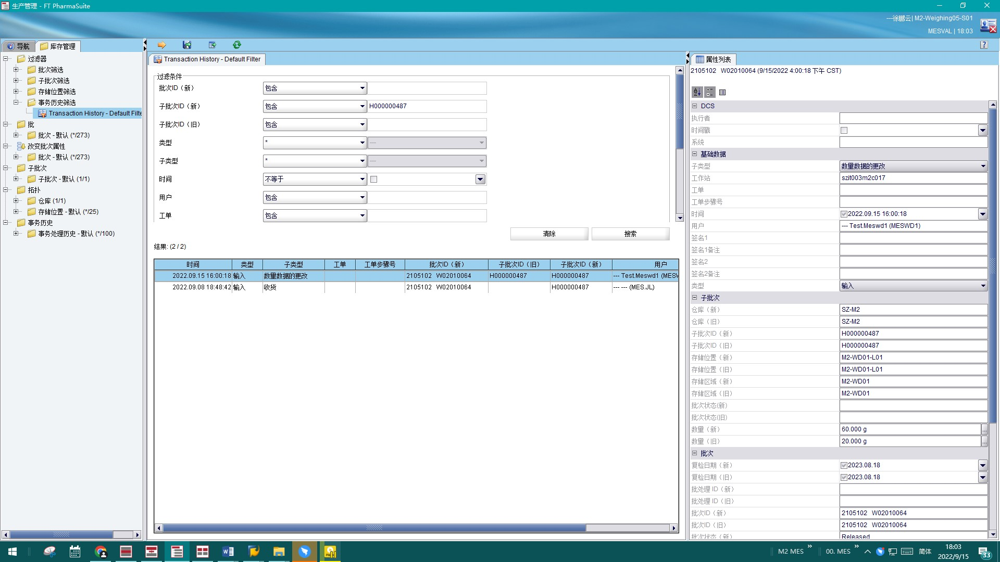 生产管理 - FT PharmaSuite
---徐鹏云| M2-Weighing05-S01
MESVAL | 18:03
导航
库存管理
过滤器
批次筛选
子批次筛选
存储位置筛选
事务历史筛选
Transaction History - Default Filte
批
批次 - 默认 (*/273)
改变批次属性
批次 - 默认 (*/273)
子批次
子批次 - 默认 (1/1)
拓扑
仓库 (1/1)
存储位置 - 默认 (*/25)
事务历史
事务处理历史 - 默认 (*/100)
Transaction History - Default Filter
过滤条件
批次ID（新） 包含
子批次ID（新） 包含 H000000487
子批次ID（旧） 包含
类型 * ---
子类型 * ---
时间 不等于
用户 包含
工单 包含
清除 搜索
结果: (2 / 2)
时间 类型 子类型 工单 工单步骤号 批次ID（新） 子批次ID（旧） 子批次ID（新） 用户
2022.09.15 16:00:18 输入 数量数据的更改 2105102 W02010064 H000000487 H000000487 --- Test.Meswd1 (MESW
2022.09.08 18:48:42 输入 收货 2105102 W02010064 H000000487 --- --- (MES.JL)
属性列表
2105102 W02010064 (9/15/2022 4:00:18 下午 CST)
DCS
执行者
时间戳
系统
基础数据
子类型 数量数据的更改
工作站 szit003m2c017
工单
工单步骤号
时间 2022.09.15 16:00:18
用户 --- Test.Meswd1 (MESWD1)
签名1
签名1备注
签名2
签名2备注
类型 输入
子批次
仓库（新） SZ-M2
仓库（旧） SZ-M2
子批次ID（新） H000000487
子批次ID（旧） H000000487
存储位置（新） M2-WD01-L01
存储位置（旧） M2-WD01-L01
存储区域（新） M2-WD01
存储区域（旧） M2-WD01
批次状态(新)
批次状态(旧)
数量（新） 60.000 g ...
数量（旧） 20.000 g ...
批次
复检日期（新） 2023.08.18
复检日期（旧） 2023.08.18
批处理 ID（新）
批处理 ID（旧）
批次ID（新） 2105102 W02010064
批次ID（旧） 2105102 W02010064
批次状态（新） Released
M2 MES » 00. MES » 简体 18:03
2022/9/15 33